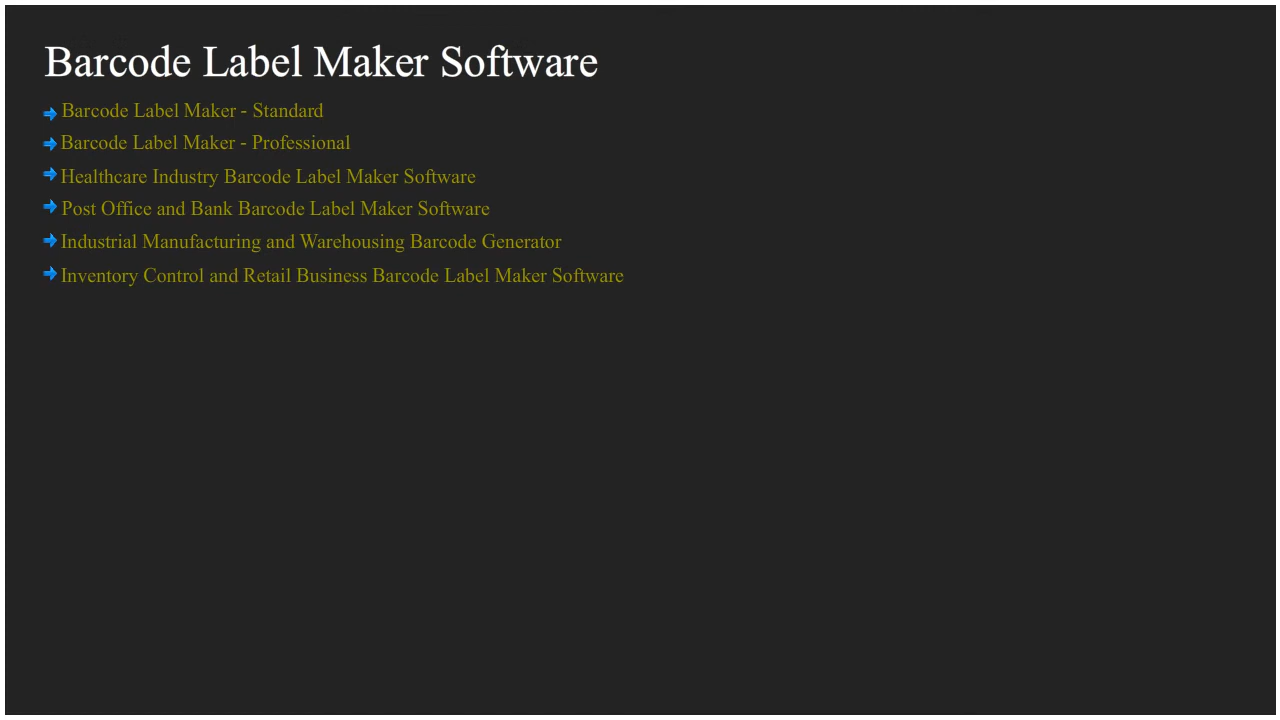 Barcode Label Maker Software
Barcode Label Maker - Standard
Barcode Label Maker - Professional
Healthcare Industry Barcode Label Maker Software
Post Office and Bank Barcode Label Maker Software
Industrial Manufacturing and Warehousing Barcode Generator
Inventory Control and Retail Business Barcode Label Maker Software